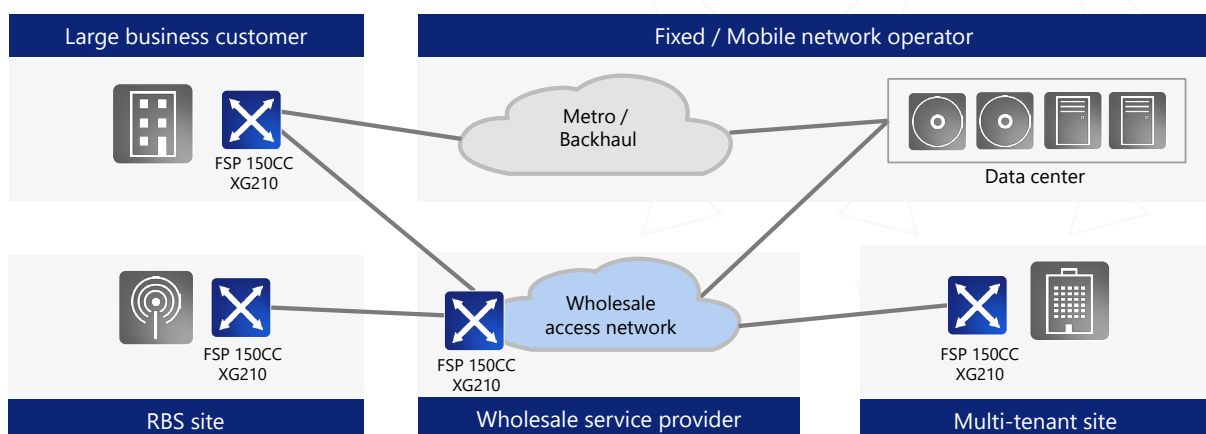 Large business customer
Fixed / Mobile network operator
FSP 150CC
XG210
Metro /
Backhaul
Data center
FSP 150CC
XG210
FSP 150CC
XG210
Wholesale
access network
FSP 150CC
XG210
RBS site
Wholesale service provider
Multi-tenant site